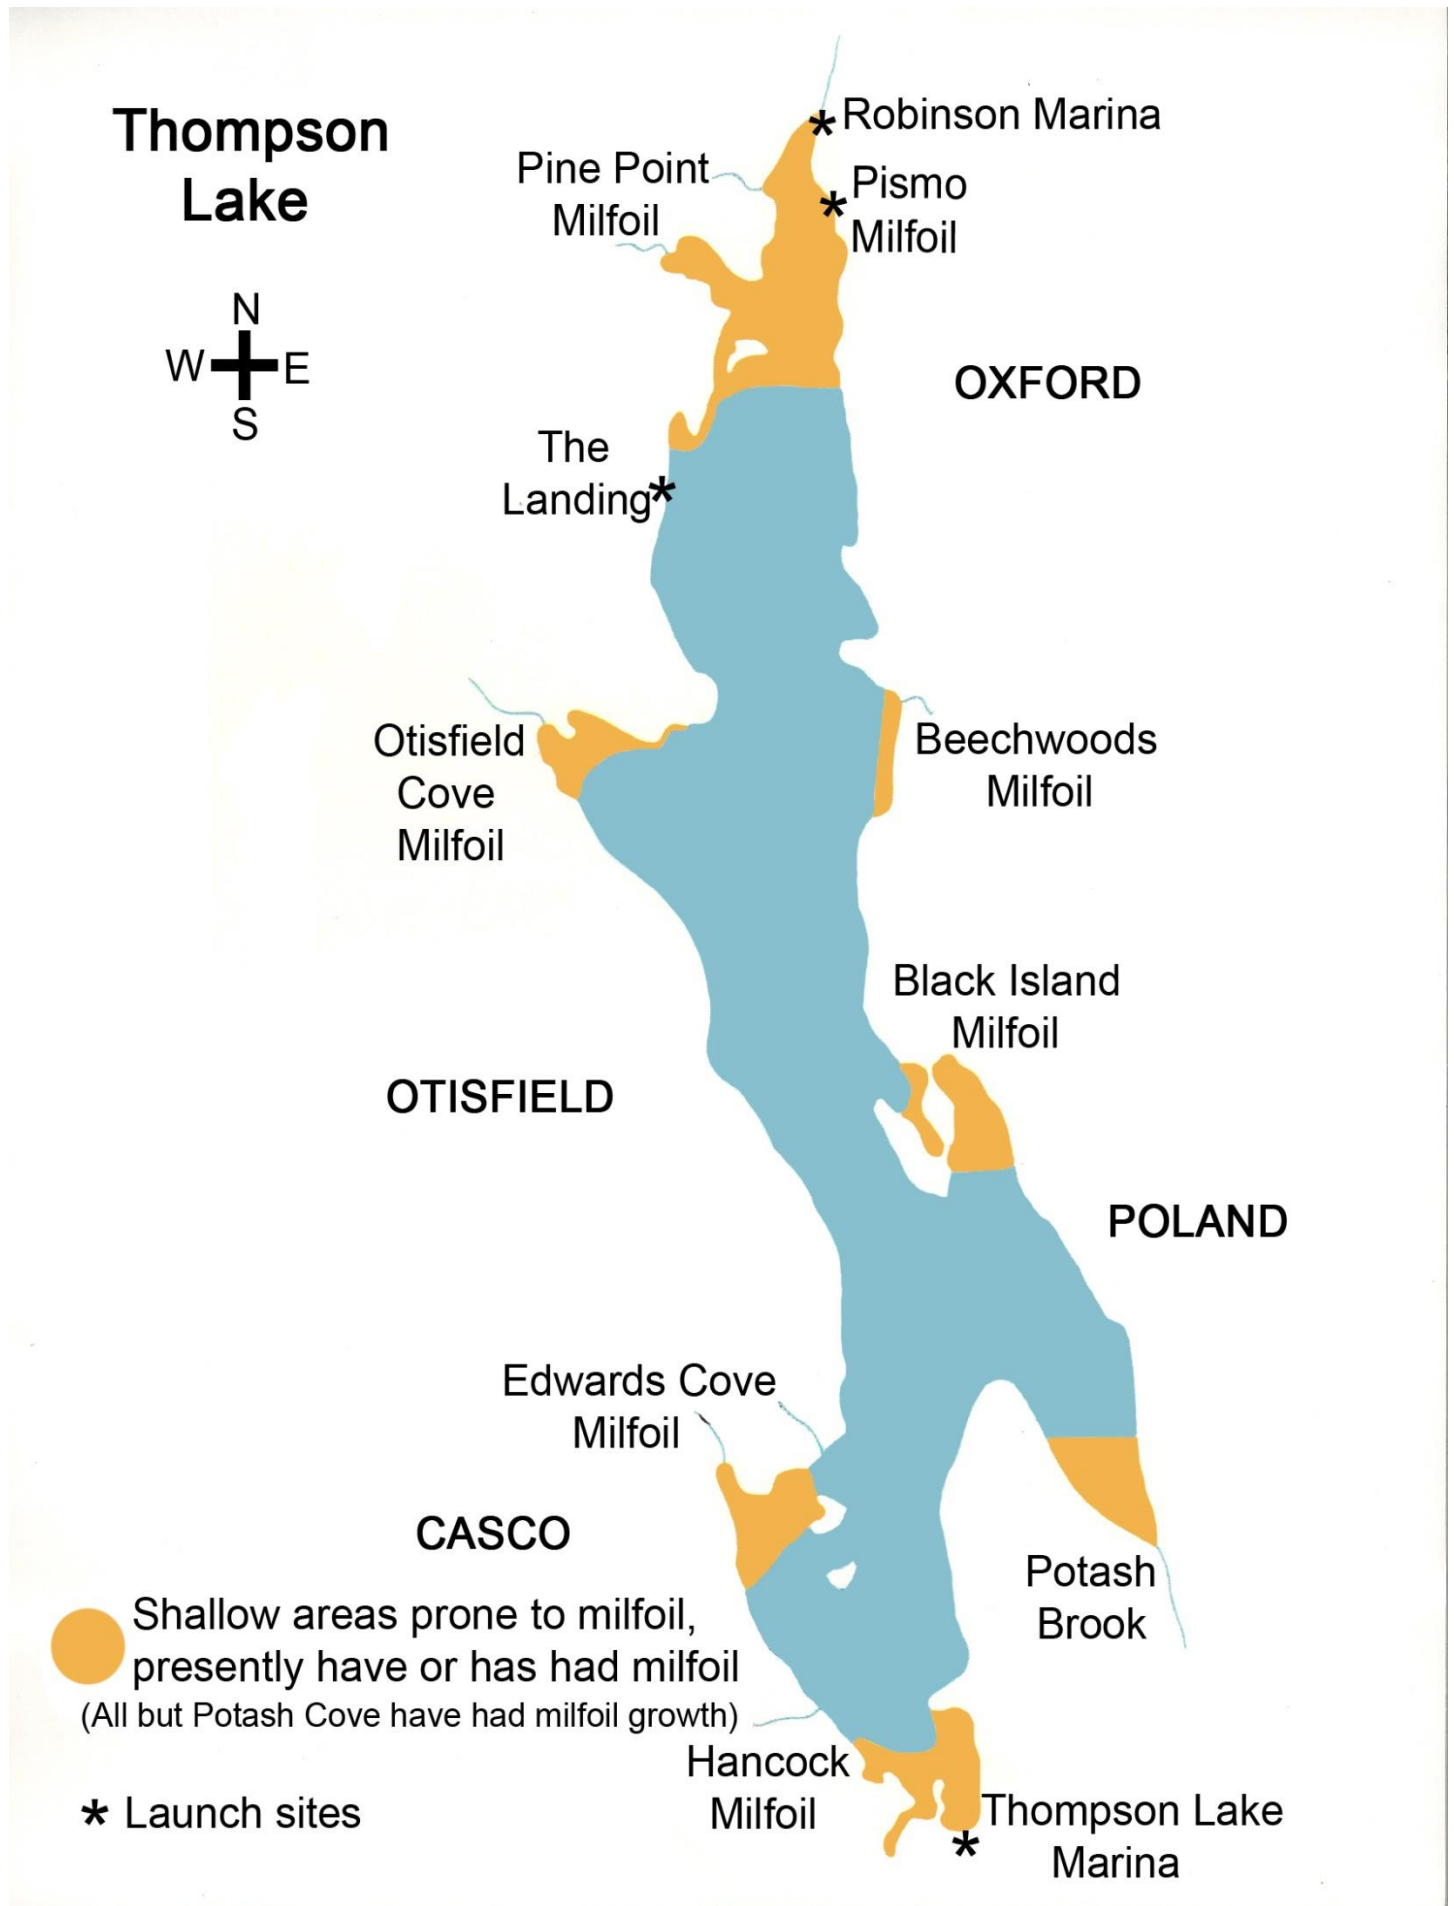 Thompson
Lake
Robinson Marina
Pine Point
Milfoil
Pismo
Milfoil
N
W
E
S
OXFORD
The
Landing
Otisfield
Cove
Milfoil
Beechwoods
Milfoil
Black Island
Milfoil
OTISFIELD
POLAND
Edwards Cove
Milfoil
CASCO
Potash
Brook
Shallow areas prone to milfoil,
presently have or has had milfoil
(All but Potash Cove have had milfoil growth)
Hancock
Milfoil
* Launch sites
Thompson Lake
Marina